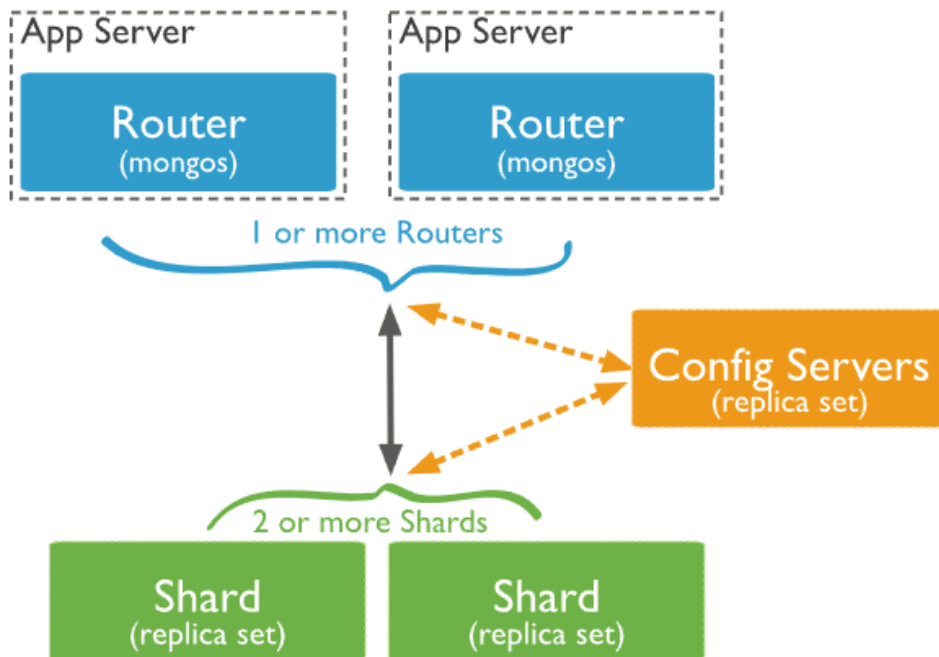 App Server
App Server
Router
(mongos)
Router
(mongos)
1 or more Routers
Config Servers
(replica set)
2 or more Shards
Shard
(replica set)
Shard
(replica set)